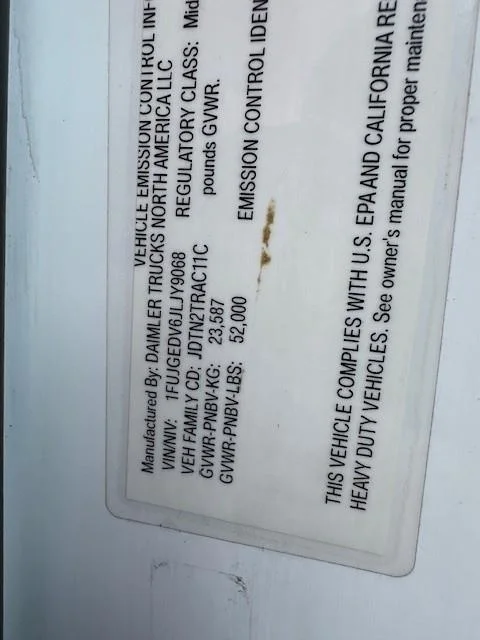 VEHICLE EMISSION CONTROL INF
Manufactured By: DAIMLER TRUCKS NORTH AMERICA LLC
VIN/NIV: 1FUJGEDV6JLJY9068 REGULATORY CLASS: Mid
VEH FAMILY CD: JDTN2TRAC11C pounds GVWR.
GVWR-PNBV-KG: 23,587
GVWR-PNBV-LBS: 52,000 EMISSION CONTROL IDEN
THIS VEHICLE COMPLIES WITH U.S. EPA AND CALIFORNIA RE
HEAVY DUTY VEHICLES. See owner's manual for proper mainten